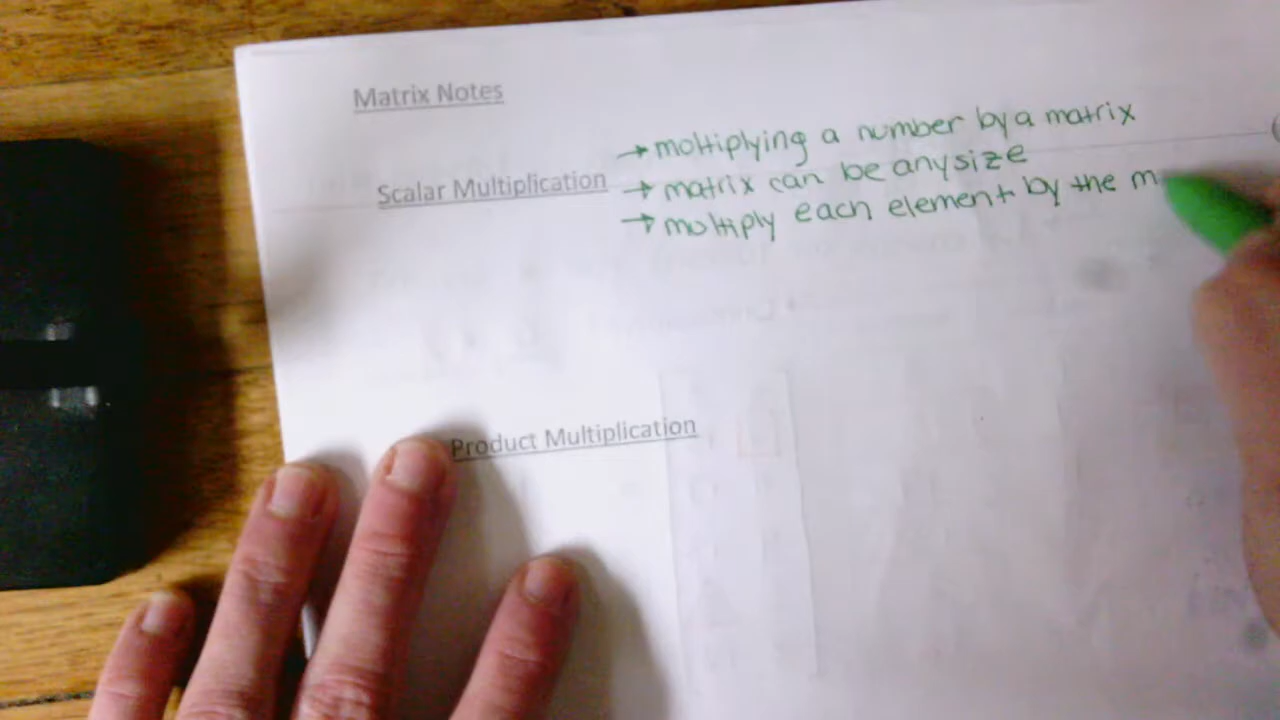 Matrix Notes
Scalar Multiplication
→ moltiplying a number by a matrix
→ matrix can be any size
→ moltiply each element by the m
Product Multiplication